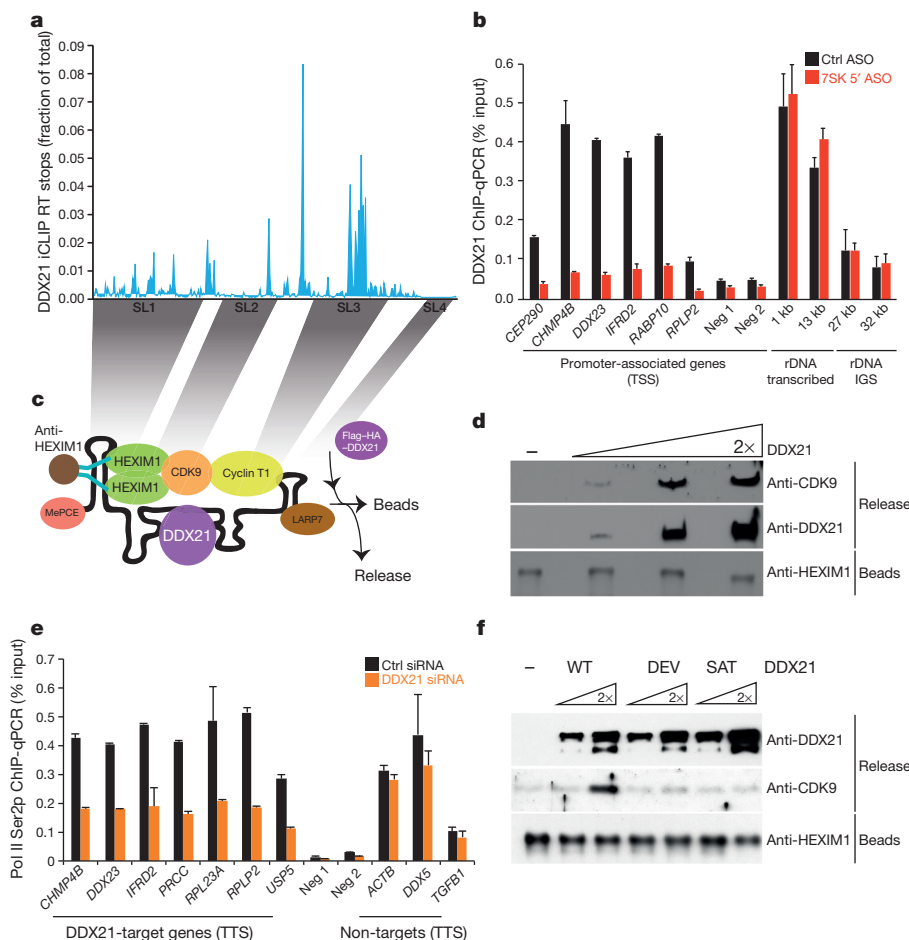 a
DDX21 iCLIP RT stops (fraction of total)
0.09
0.08
0.07
0.06
0.05
0.04
0.03
0.02
0.01
0.00
SL1 SL2 SL3 SL4
b
Ctrl ASO
7SK 5′ ASO
DDX21 ChIP-qPCR (% input)
0.6
0.5
0.4
0.3
0.2
0.1
0
CEP290 CHMP4B DDX23 IFRD2 RABP10 RPLP2 Neg 1 Neg 2 1 kb 13 kb 27 kb 32 kb
Promoter-associated genes
(TSS)
rDNA
transcribed
rDNA
IGS
c
Anti-
HEXIM1
HEXIM1
HEXIM1
CDK9
Cyclin T1
MePCE
DDX21
LARP7
Flag–HA
–DDX21
Beads
Release
d
– 2× DDX21
Anti-CDK9
Anti-DDX21
Release
Anti-HEXIM1 Beads
e
Ctrl siRNA
DDX21 siRNA
Pol II Ser2p ChIP-qPCR (% input)
0.7
0.6
0.5
0.4
0.3
0.2
0.1
0
CHMP4B DDX23 IFRD2 PRCC RPL23A RPLP2 USP5 Neg 1 Neg 2 ACTB DDX5 TGFB1
DDX21-target genes (TTS)
Non-targets (TTS)
f
– WT DEV SAT DDX21
2× 2× 2×
Anti-DDX21
Anti-CDK9
Release
Anti-HEXIM1 Beads